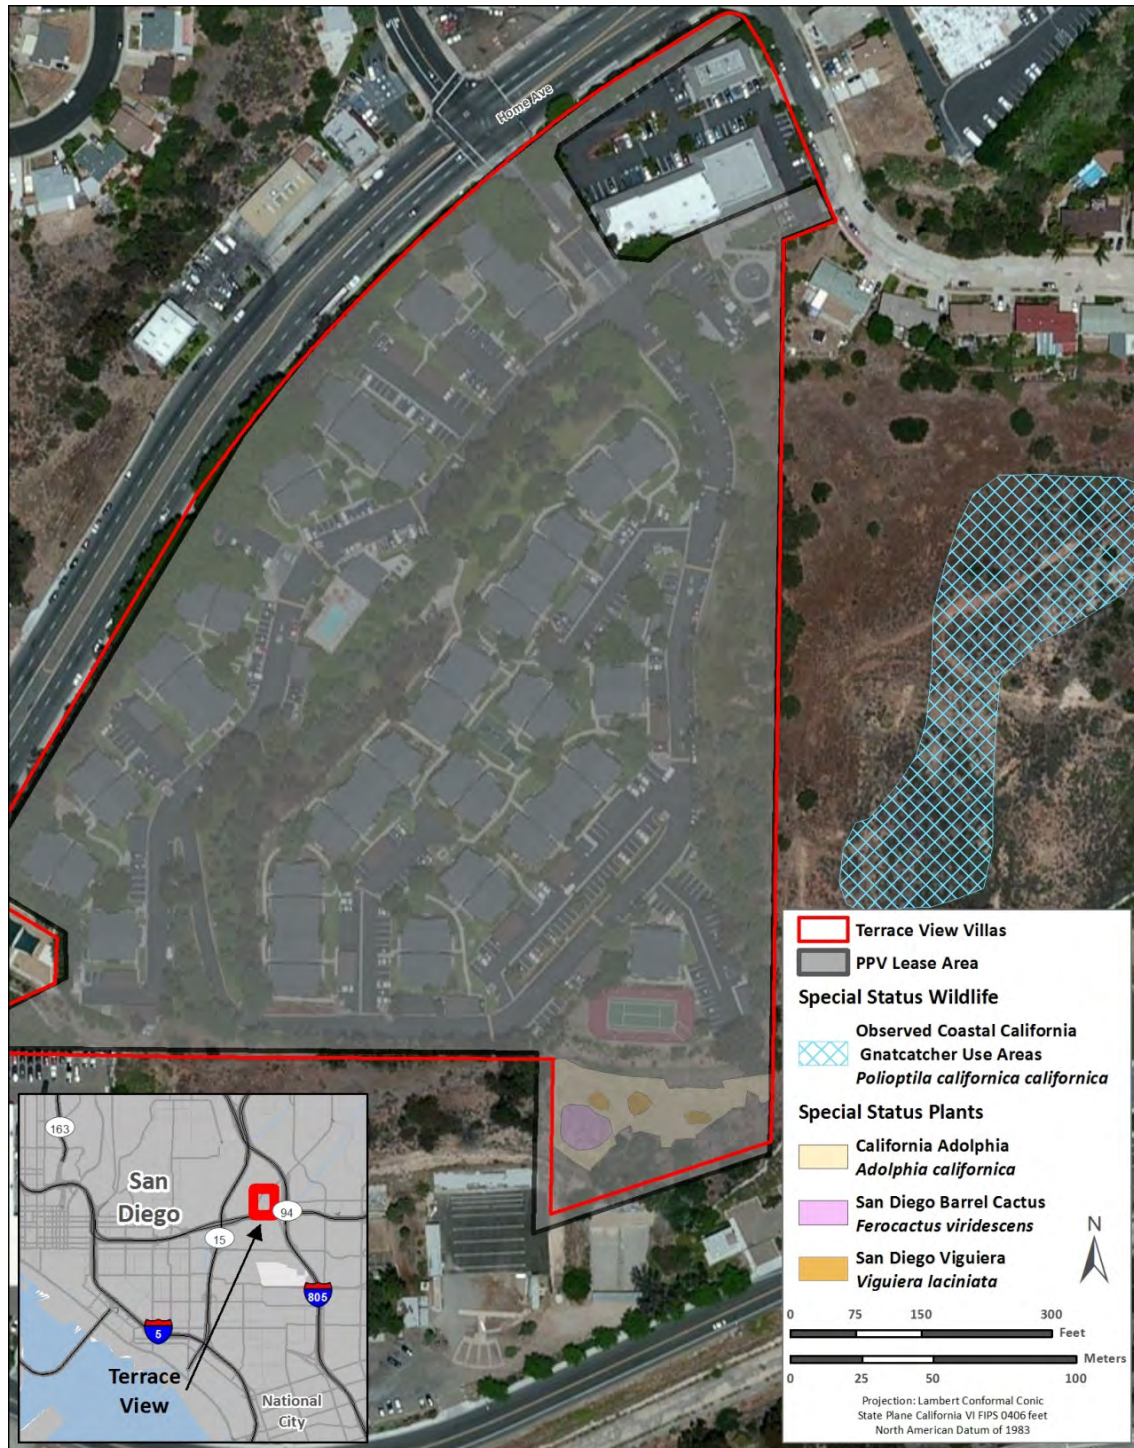 Home Ave
Terrace View Villas
PPV Lease Area
Special Status Wildlife
Observed Coastal California
Gnatcatcher Use Areas
Polioptila californica californica
Special Status Plants
California Adolphia
Adolphia californica
San Diego Barrel Cactus
Ferocactus viridescens
San Diego Viguiera
Viguiera laciniata
N
0 75 150 300
Feet
Meters
0 25 50 100
Projection: Lambert Conformal Conic
State Plane California VI FIPS 0406 feet
North American Datum of 1983
163
San
Diego
94
15
805
5
Terrace
View
National
City